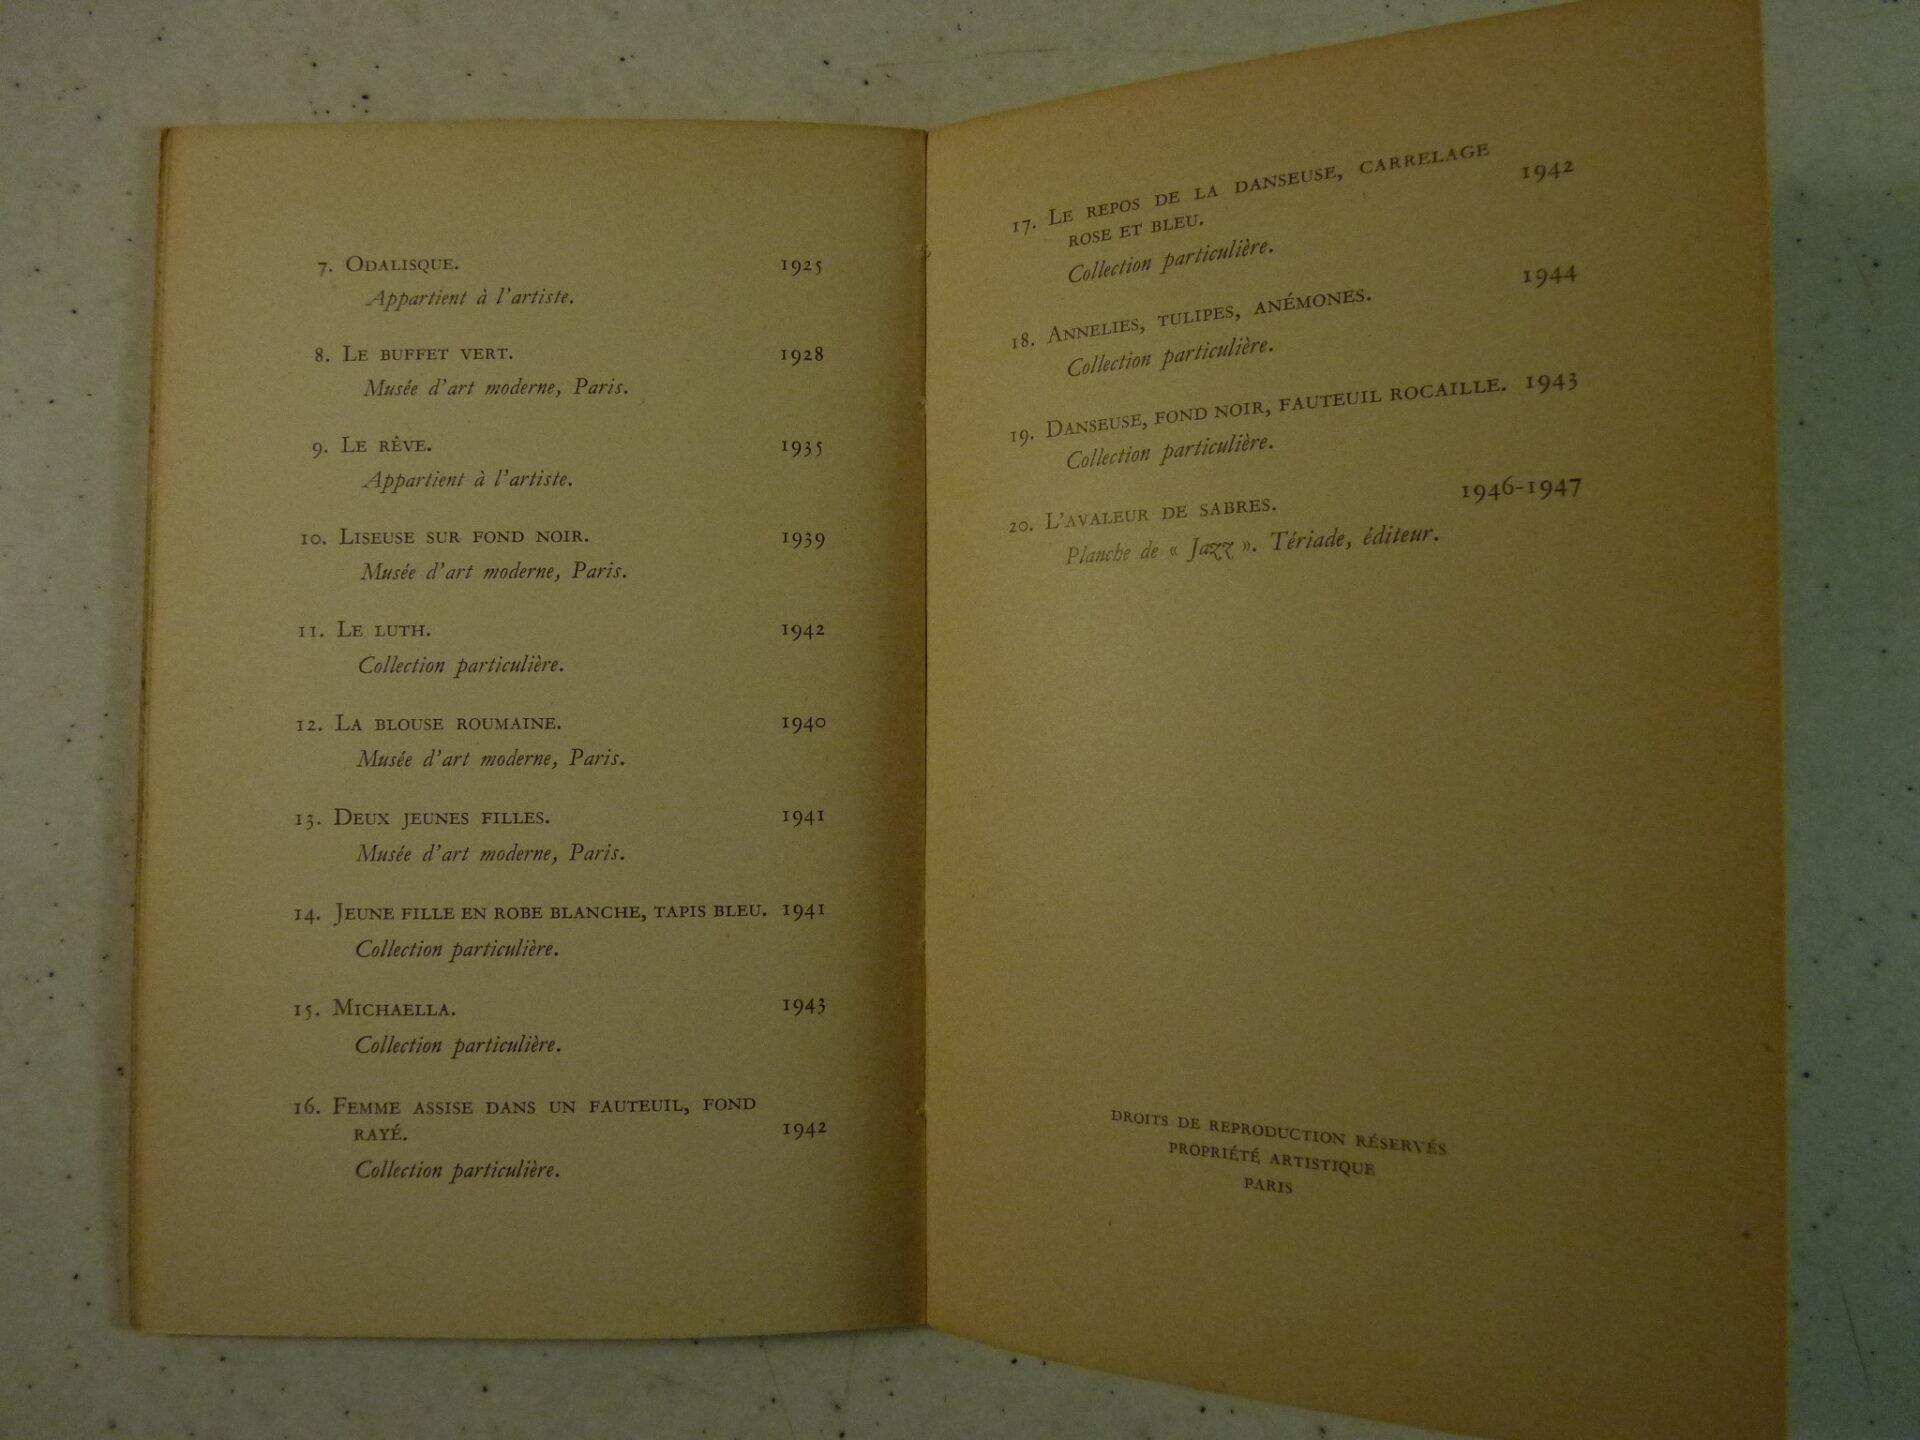 7. Odalisque. 1925
Appartient à l'artiste.
8. Le buffet vert. 1928
Musée d'art moderne, Paris.
9. Le rêve. 1935
Appartient à l'artiste.
10. Liseuse sur fond noir. 1939
Musée d'art moderne, Paris.
11. Le luth. 1942
Collection particulière.
12. La blouse roumaine. 1940
Musée d'art moderne, Paris.
13. Deux jeunes filles. 1941
Musée d'art moderne, Paris.
14. Jeune fille en robe blanche, tapis bleu. 1941
Collection particulière.
15. Michaella. 1943
Collection particulière.
16. Femme assise dans un fauteuil, fond
rayé. 1942
Collection particulière.
17. Le repos de la danseuse, carrelage
rose et bleu. 1942
Collection particulière.
18. Annelies, tulipes, anémones. 1944
Collection particulière.
19. Danseuse, fond noir, fauteuil rocaille. 1943
Collection particulière.
20. L'avaleur de sabres. 1946-1947
Planche de « Jazz ». Tériade, éditeur.
DROITS DE REPRODUCTION RÉSERVÉS
PROPRIÉTÉ ARTISTIQUE
PARIS